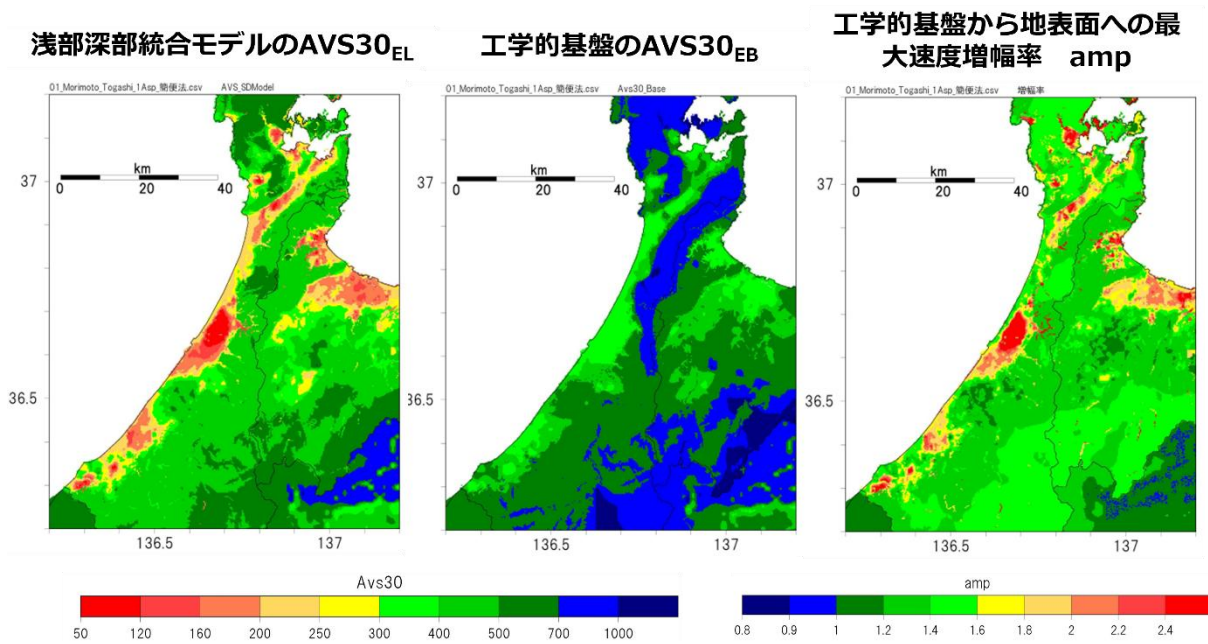 浅部深部統合モデルのAVS30EL
工学的基盤のAVS30EB
工学的基盤から地表面への最
大速度増幅率 amp
01_Morimoto_Togashi_1Asp_簡便法.csv AVS_SDModel
km
0 20 40
37
36.5
136.5 137
01_Morimoto_Togashi_1Asp_簡便法.csv Avs30_Base
km
0 20 40
37
36.5
136.5 137
01_Morimoto_Togashi_1Asp_簡便法.csv 増幅率
km
0 20 40
37
36.5
136.5 137
Avs30
50 120 160 200 250 300 400 500 700 1000
amp
0.8 0.9 1 1.2 1.4 1.6 1.8 2 2.2 2.4